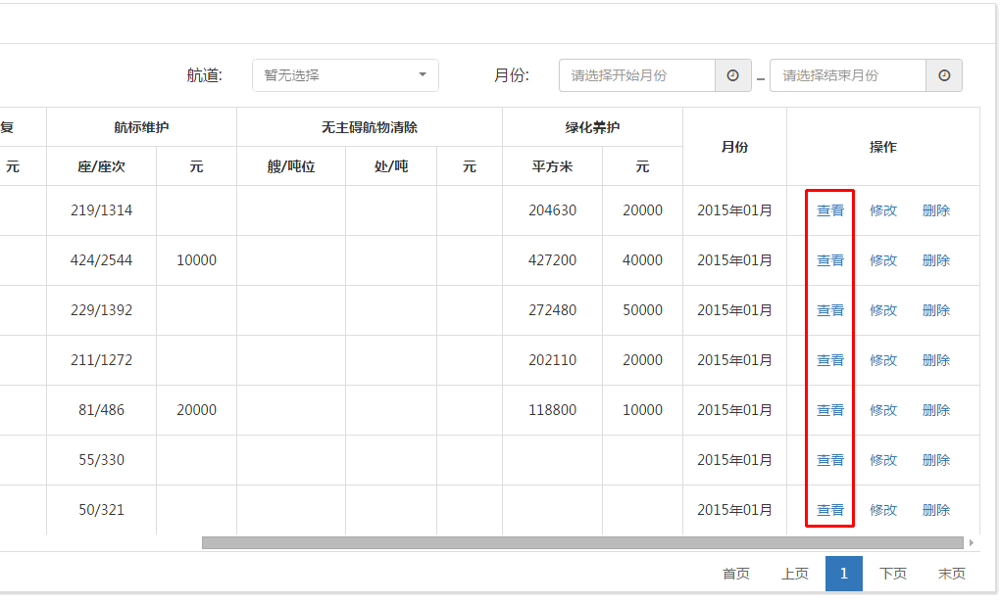 航道: 暂无选择 月份: 请选择开始月份 – 请选择结束月份
复 航标维护 无主碍航物清除 绿化养护 月份 操作
元 座/座次 元 艘/吨位 处/吨 元 平方米 元
219/1314 204630 20000 2015年01月 查看 修改 删除
424/2544 10000 427200 40000 2015年01月 查看 修改 删除
229/1392 272480 50000 2015年01月 查看 修改 删除
211/1272 202110 20000 2015年01月 查看 修改 删除
81/486 20000 118800 10000 2015年01月 查看 修改 删除
55/330 2015年01月 查看 修改 删除
50/321 2015年01月 查看 修改 删除
首页 上页 1 下页 末页